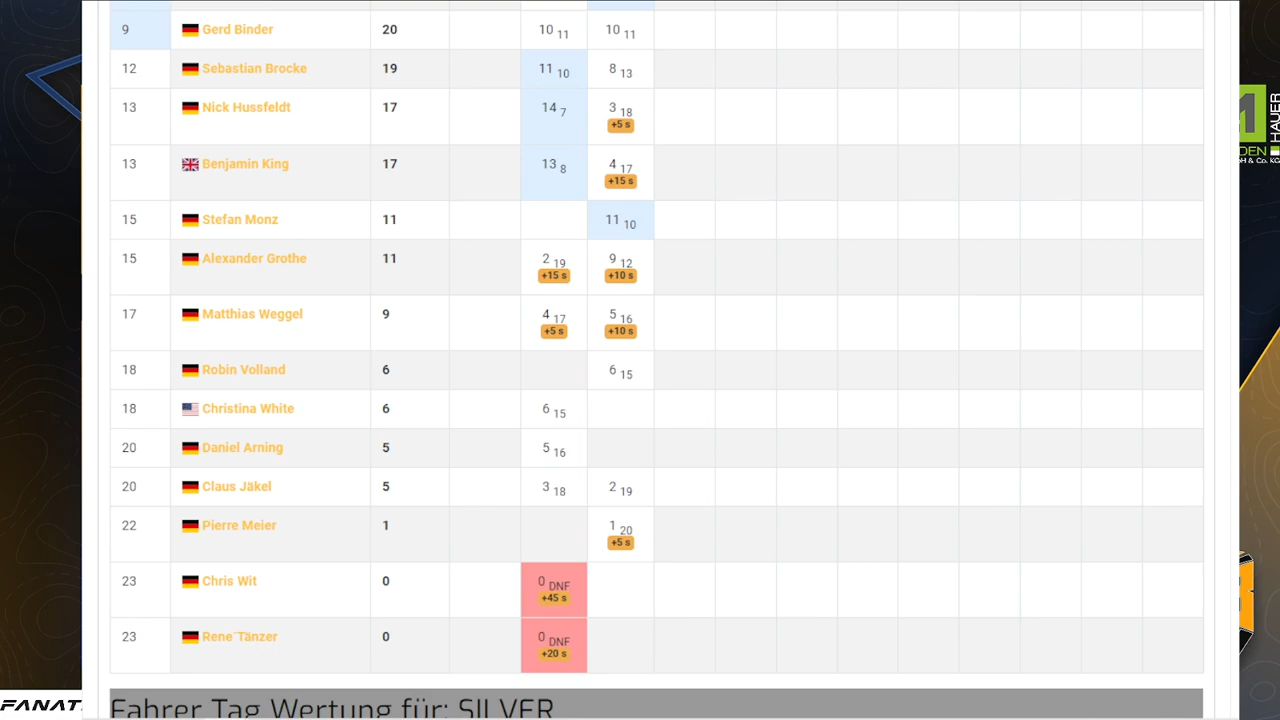 9 Gerd Binder 20 10 11 10 11
12 Sebastian Brocke 19 11 10 8 13
13 Nick Hussfeldt 17 14 7 3 18
+5 s
13 Benjamin King 17 13 8 4 17
+15 s
15 Stefan Monz 11 11 10
15 Alexander Grothe 11 2 19 9 12
+15 s +10 s
17 Matthias Weggel 9 4 17 5 16
+5 s +10 s
18 Robin Volland 6 6 15
18 Christina White 6 6 15
20 Daniel Arning 5 5 16
20 Claus Jäkel 5 3 18 2 19
22 Pierre Meier 1 1 20
+5 s
23 Chris Wit 0 0 DNF
+45 s
23 Rene´Tänzer 0 0 DNF
+20 s
Fahrer Tag Wertung für: SILVER
FANAT
HAUER
DEN
H & Co. KG